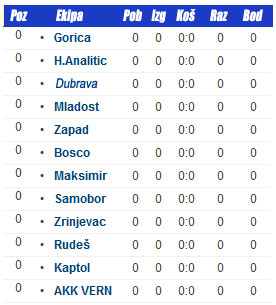 Poz Ekipa Pob Izg Koš Raz Bod
0 • Gorica 0 0 0:0 0 0
0 • H.Analitic 0 0 0:0 0 0
0 • Dubrava 0 0 0:0 0 0
0 • Mladost 0 0 0:0 0 0
0 • Zapad 0 0 0:0 0 0
0 • Bosco 0 0 0:0 0 0
0 • Maksimir 0 0 0:0 0 0
0 • Samobor 0 0 0:0 0 0
0 • Zrinjevac 0 0 0:0 0 0
0 • Rudeš 0 0 0:0 0 0
0 • Kaptol 0 0 0:0 0 0
0 • AKK VERN 0 0 0:0 0 0